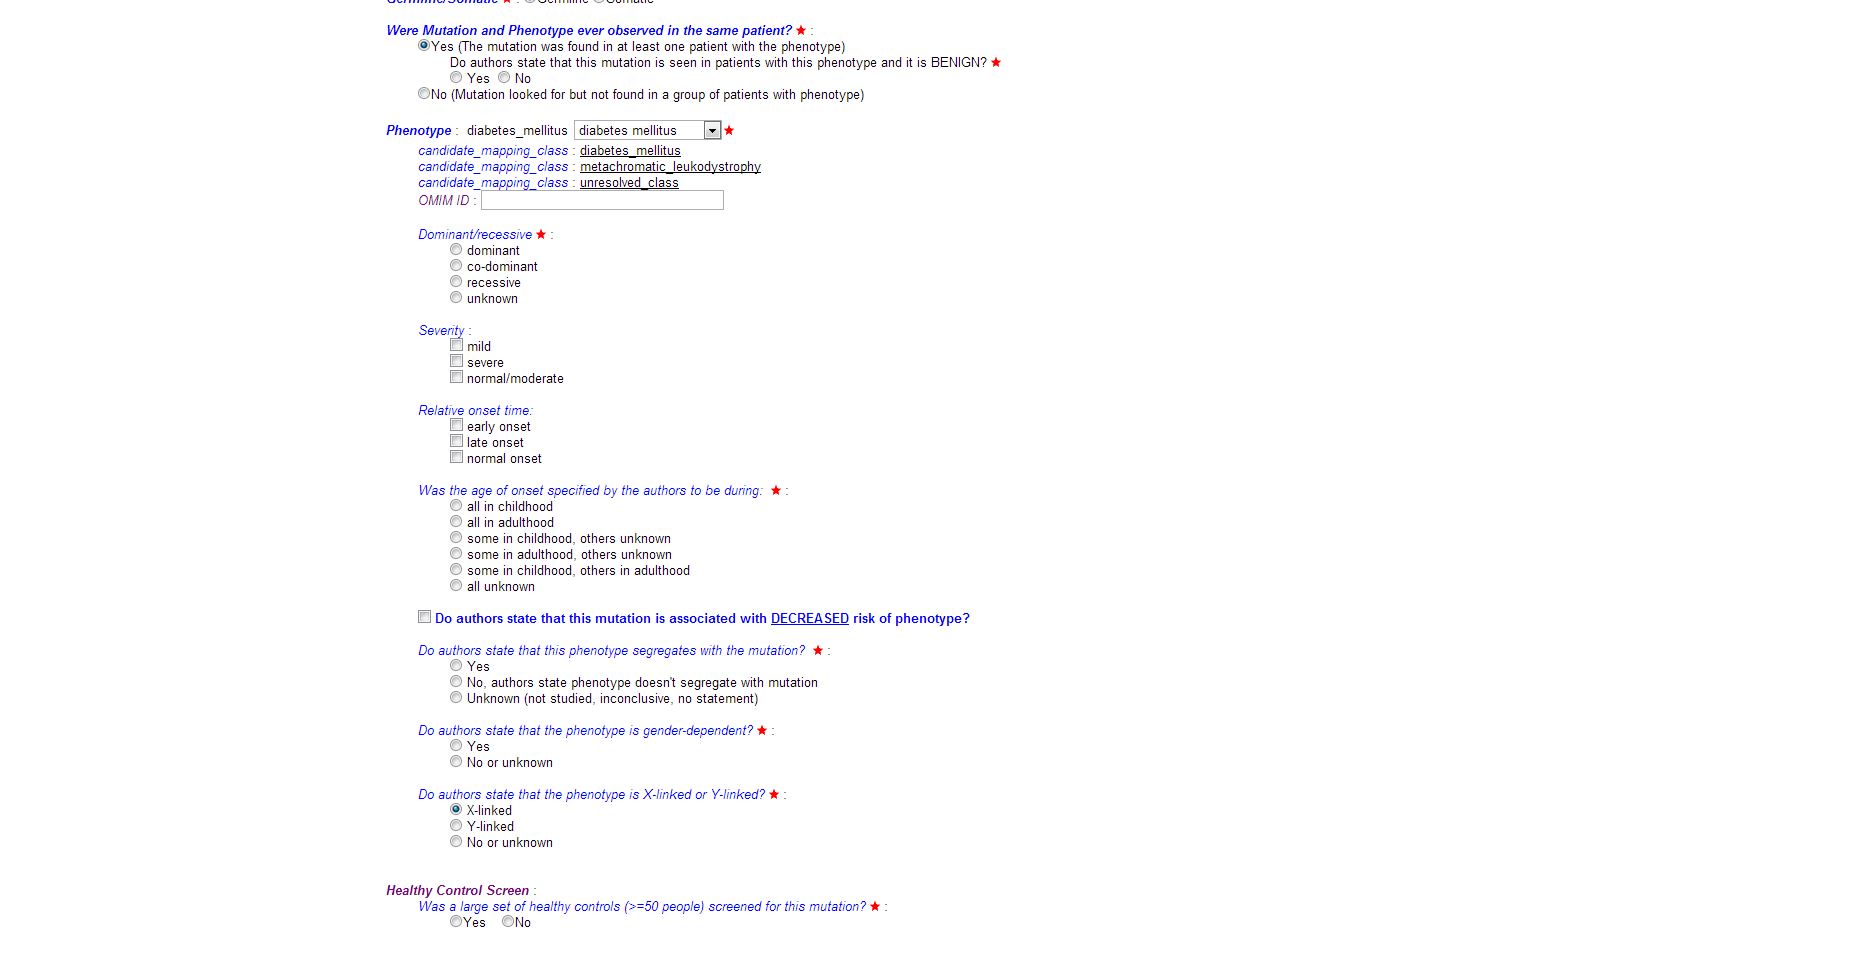 Germline/Somatic ★ : Germline Somatic
Were Mutation and Phenotype ever observed in the same patient? ★ :
Yes (The mutation was found in at least one patient with the phenotype)
Do authors state that this mutation is seen in patients with this phenotype and it is BENIGN? ★
Yes No
No (Mutation looked for but not found in a group of patients with phenotype)
Phenotype : diabetes_mellitus diabetes mellitus ★
candidate_mapping_class : diabetes_mellitus
candidate_mapping_class : metachromatic_leukodystrophy
candidate_mapping_class : unresolved_class
OMIM ID :
Dominant/recessive ★ :
dominant
co-dominant
recessive
unknown
Severity :
mild
severe
normal/moderate
Relative onset time:
early onset
late onset
normal onset
Was the age of onset specified by the authors to be during: ★ :
all in childhood
all in adulthood
some in childhood, others unknown
some in adulthood, others unknown
some in childhood, others in adulthood
all unknown
Do authors state that this mutation is associated with DECREASED risk of phenotype?
Do authors state that this phenotype segregates with the mutation? ★ :
Yes
No, authors state phenotype doesn't segregate with mutation
Unknown (not studied, inconclusive, no statement)
Do authors state that the phenotype is gender-dependent? ★ :
Yes
No or unknown
Do authors state that the phenotype is X-linked or Y-linked? ★ :
X-linked
Y-linked
No or unknown
Healthy Control Screen :
Was a large set of healthy controls (>=50 people) screened for this mutation? ★ :
Yes No